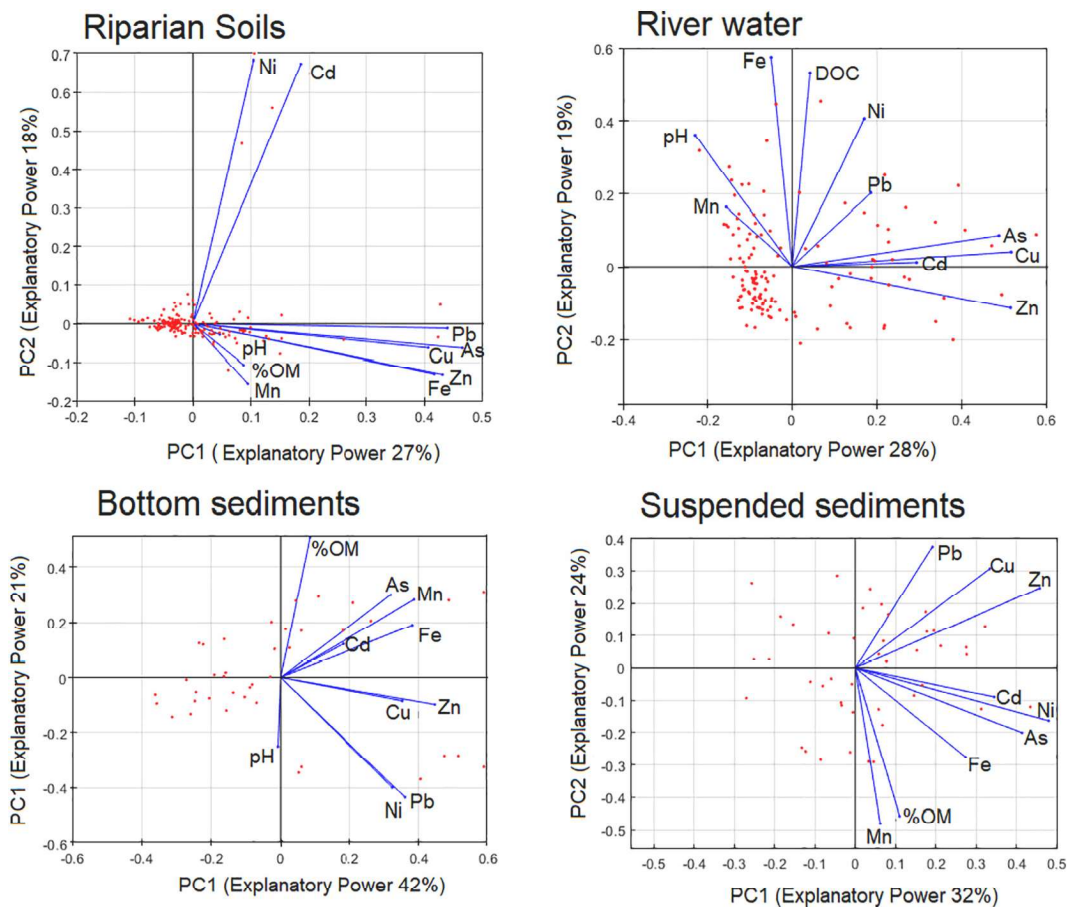 Riparian Soils
0.7
0.6
0.5
0.4
0.3
0.2
0.1
0
-0.1
-0.2
PC2 (Explanatory Power 18%)
Ni
Cd
Pb
As
Cu
pH
%OM
Mn
Zn
Fe
-0.2 -0.1 0 0.1 0.2 0.3 0.4 0.5
PC1 ( Explanatory Power 27%)
River water
0.6
0.4
0.2
0
-0.2
PC2 (Explanatory Power 19%)
Fe
DOC
Ni
pH
Pb
Mn
As
Cu
Cd
Zn
-0.4 -0.2 0 0.2 0.4 0.6
PC1 (Explanatory Power 28%)
Bottom sediments
0.4
0.2
0
-0.2
-0.4
-0.6
PC1 (Explanatory Power 21%)
%OM
As
Mn
Fe
Cd
Zn
Cu
pH
Ni
Pb
-0.6 -0.4 -0.2 0 0.2 0.4 0.6
PC1 (Explanatory Power 42%)
Suspended sediments
0.4
0.3
0.2
0.1
0
-0.1
-0.2
-0.3
-0.4
-0.5
PC2 (Explanatory Power 24%)
Pb
Cu
Zn
Cd
Ni
As
Fe
%OM
Mn
-0.5 -0.4 -0.3 -0.2 -0.1 0 0.1 0.2 0.3 0.4 0.5
PC1 (Explanatory Power 32%)